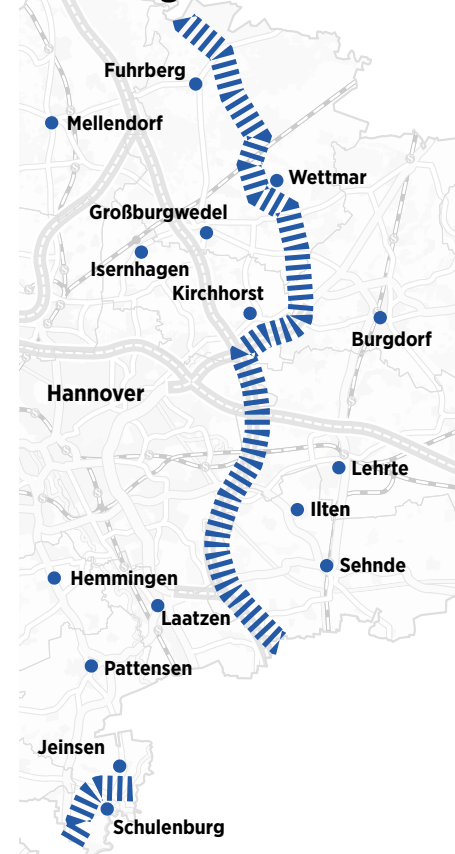 Fuhrberg
Mellendorf
Wettmar
Großburgwedel
Isernhagen
Kirchhorst
Burgdorf
Hannover
Lehrte
Ilten
Sehnde
Hemmingen
Laatzen
Pattensen
Jeinsen
Schulenburg